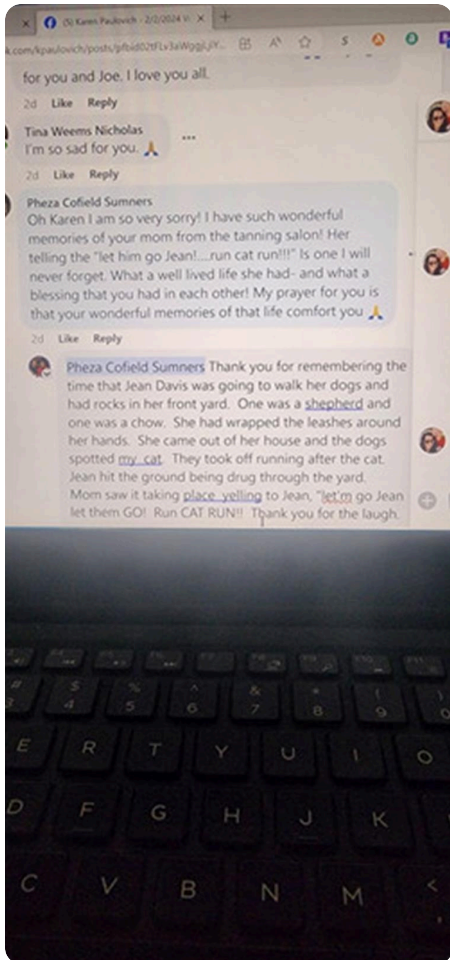 (5) Karen Paulovich - 2/2/2024
k.com/kpaulovich/posts/
for you and Joe. I love you all.
2d Like Reply
Tina Weems Nicholas
I'm so sad for you. 🙏
2d Like Reply
Pheza Cofield Sumners
Oh Karen I am so very sorry! I have such wonderful
memories of your mom from the tanning salon! Her
telling the "let him go Jean!....run cat run!!!" Is one I will
never forget. What a well lived life she had- and what a
blessing that you had in each other! My prayer for you is
that your wonderful memories of that life comfort you 🙏
2d Like Reply
Pheza Cofield Sumners Thank you for remembering the
time that Jean Davis was going to walk her dogs and
had rocks in her front yard. One was a shepherd and
one was a chow. She had wrapped the leashes around
her hands. She came out of her house and the dogs
spotted my cat. They took off running after the cat.
Jean hit the ground being drug through the yard.
Mom saw it taking place yelling to Jean, "let'm go Jean
let them GO! Run CAT RUN!! Thank you for the laugh.
# $ % ^ & * ( )
3 4 5 6 7 8 9 0
E R T Y U I O
D F G H J K
C V B N M <
,